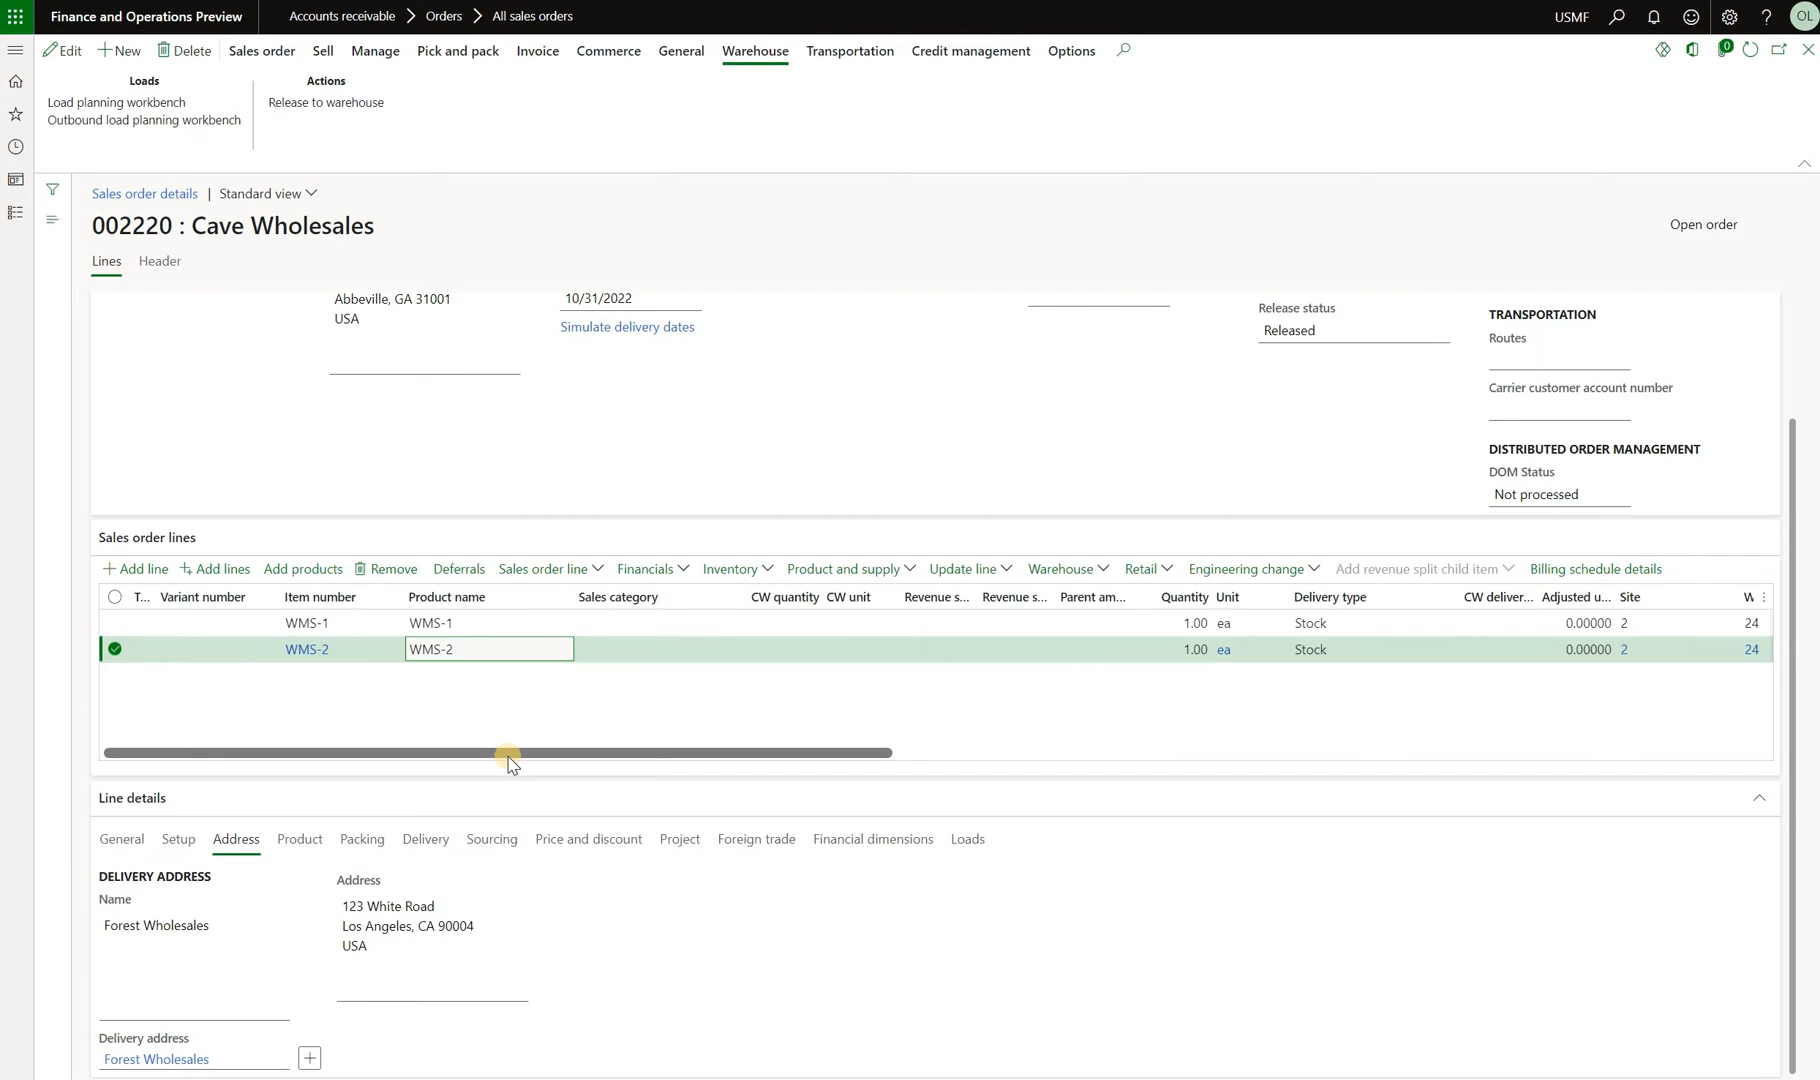 Finance and Operations Preview
Accounts receivable
Orders
All sales orders
USMF
OL
Edit
New
Delete
Sales order
Sell
Manage
Pick and pack
Invoice
Commerce
General
Warehouse
Transportation
Credit management
Options
0
Loads
Load planning workbench
Outbound load planning workbench
Actions
Release to warehouse
Sales order details | Standard view
002220 : Cave Wholesales
Open order
Lines
Header
Abbeville, GA 31001
USA
10/31/2022
Simulate delivery dates
Release status
Released
TRANSPORTATION
Routes
Carrier customer account number
DISTRIBUTED ORDER MANAGEMENT
DOM Status
Not processed
Sales order lines
Add line
Add lines
Add products
Remove
Deferrals
Sales order line
Financials
Inventory
Product and supply
Update line
Warehouse
Retail
Engineering change
Add revenue split child item
Billing schedule details
T... Variant number Item number Product name Sales category CW quantity CW unit Revenue s... Revenue s... Parent am... Quantity Unit Delivery type CW deliver... Adjusted u... Site W
WMS-1 WMS-1 1.00 ea Stock 0.00000 2 24
WMS-2 WMS-2 1.00 ea Stock 0.00000 2 24
Line details
General
Setup
Address
Product
Packing
Delivery
Sourcing
Price and discount
Project
Foreign trade
Financial dimensions
Loads
DELIVERY ADDRESS
Name
Forest Wholesales
Address
123 White Road
Los Angeles, CA 90004
USA
Delivery address
Forest Wholesales